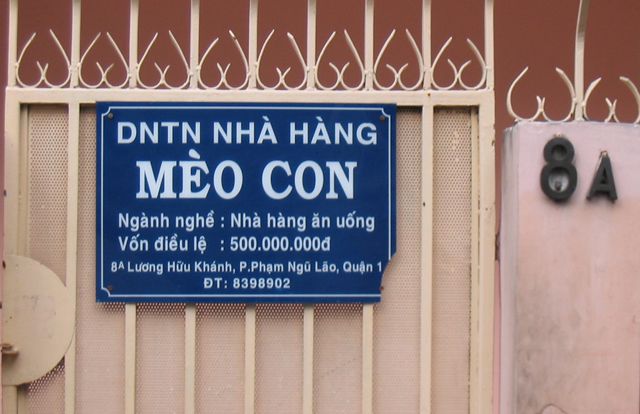 DNTN NHÀ HÀNG
MÈO CON
Ngành nghề : Nhà hàng ăn uống
Vốn điều lệ : 500.000.000đ
8A Lương Hữu Khánh, P.Phạm Ngũ Lão, Quận 1
ĐT: 8398902
8A